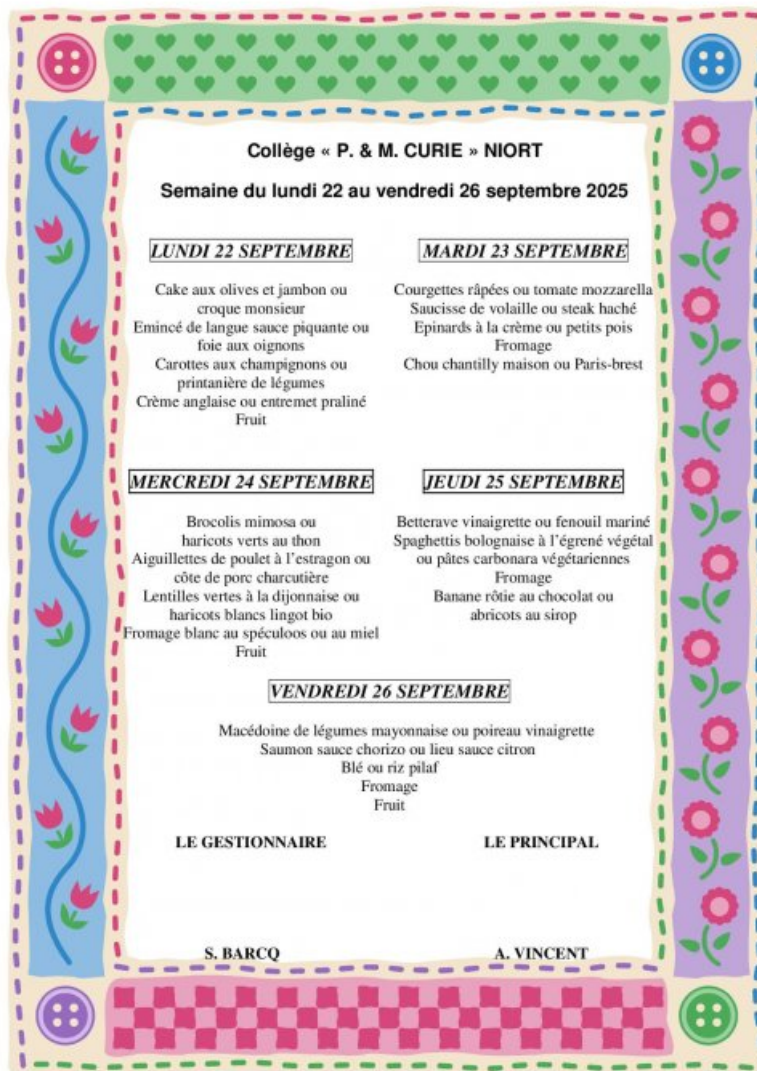 Collège « P. & M. CURIE » NIORT
Semaine du lundi 22 au vendredi 26 septembre 2025
LUNDI 22 SEPTEMBRE
Cake aux olives et jambon ou
croque monsieur
Emincé de langue sauce piquante ou
foie aux oignons
Carottes aux champignons ou
printanière de légumes
Crème anglaise ou entremet praliné
Fruit
MARDI 23 SEPTEMBRE
Courgettes râpées ou tomate mozzarella
Saucisse de volaille ou steak haché
Epinards à la crème ou petits pois
Fromage
Chou chantilly maison ou Paris-brest
MERCREDI 24 SEPTEMBRE
Brocolis mimosa ou
haricots verts au thon
Aiguillettes de poulet à l'estragon ou
côte de porc charcutière
Lentilles vertes à la dijonnaise ou
haricots blancs lingot bio
Fromage blanc au spéculoos ou au miel
Fruit
JEUDI 25 SEPTEMBRE
Betterave vinaigrette ou fenouil mariné
Spaghettis bolognaise à l'égrené végétal
ou pâtes carbonara végétariennes
Fromage
Banane rôtie au chocolat ou
abricots au sirop
VENDREDI 26 SEPTEMBRE
Macédoine de légumes mayonnaise ou poireau vinaigrette
Saumon sauce chorizo ou lieu sauce citron
Blé ou riz pilaf
Fromage
Fruit
LE GESTIONNAIRE
LE PRINCIPAL
S. BARCQ
A. VINCENT